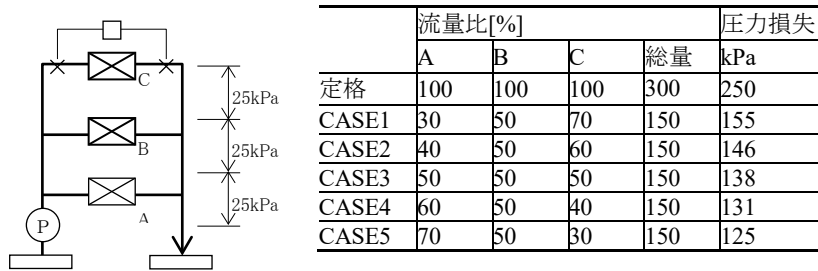 C
25kPa
B
25kPa
A
25kPa
P
流量比[%] 圧力損失
A B C 総量 kPa
定格 100 100 100 300 250
CASE1 30 50 70 150 155
CASE2 40 50 60 150 146
CASE3 50 50 50 150 138
CASE4 60 50 40 150 131
CASE5 70 50 30 150 125